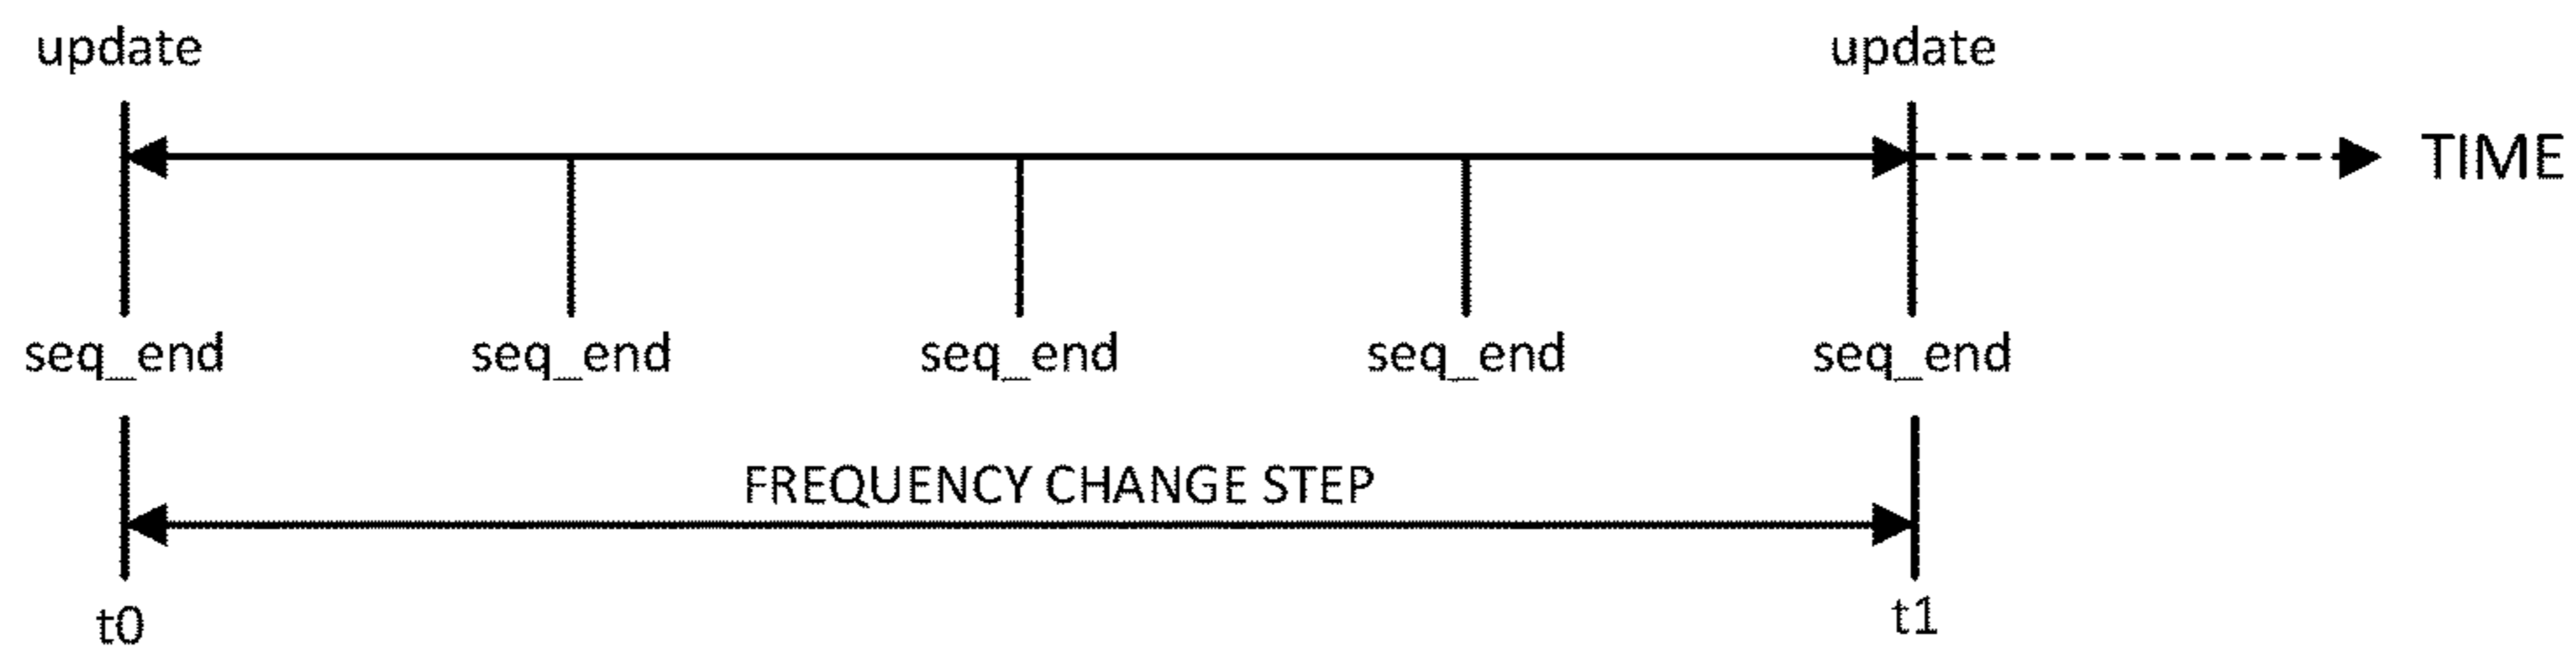 update update
TIME
seq_end seq_end seq_end seq_end seq_end
FREQUENCY CHANGE STEP
t0 t1